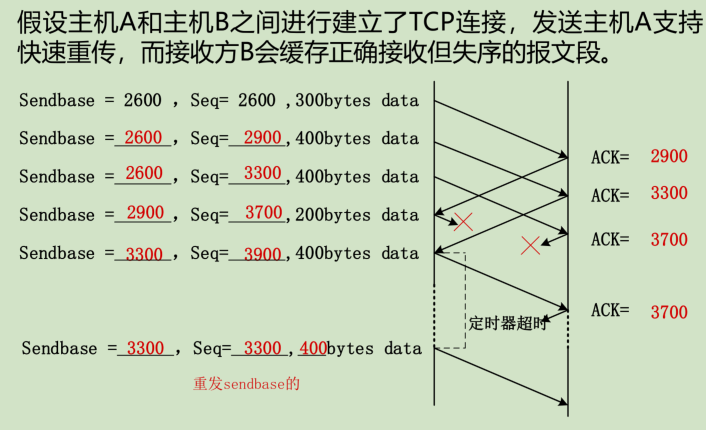 假设主机A和主机B之间进行建立了TCP连接，发送主机A支持
快速重传，而接收方B会缓存正确接收但失序的报文段。
Sendbase = 2600 ，Seq= 2600 ,300bytes data
Sendbase = 2600 ，Seq= 2900 ,400bytes data
ACK= 2900
Sendbase = 2600 ，Seq= 3300 ,400bytes data
ACK= 3300
Sendbase = 2900 ，Seq= 3700 ,200bytes data
ACK= 3700
Sendbase = 3300 ，Seq= 3900 ,400bytes data
ACK= 3700
定时器超时
Sendbase = 3300 ，Seq= 3300 , 400bytes data
重发sendbase的